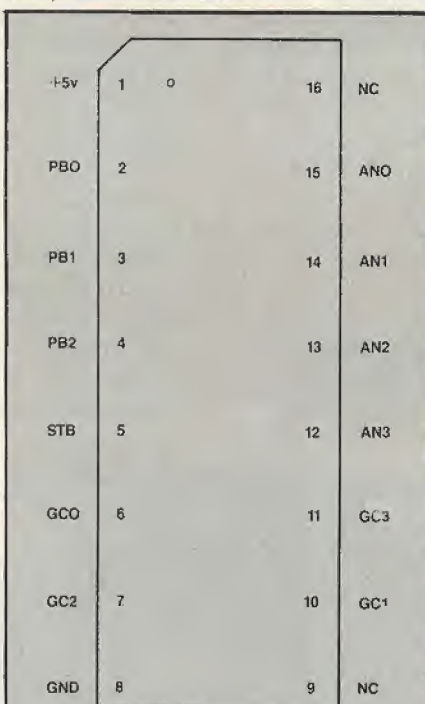 +5v 1 o 16 NC
PBO 2 15 ANO
PB1 3 14 AN1
PB2 4 13 AN2
STB 5 12 AN3
GCO 6 11 GC3
GC2 7 10 GC1
GND 8 9 NC